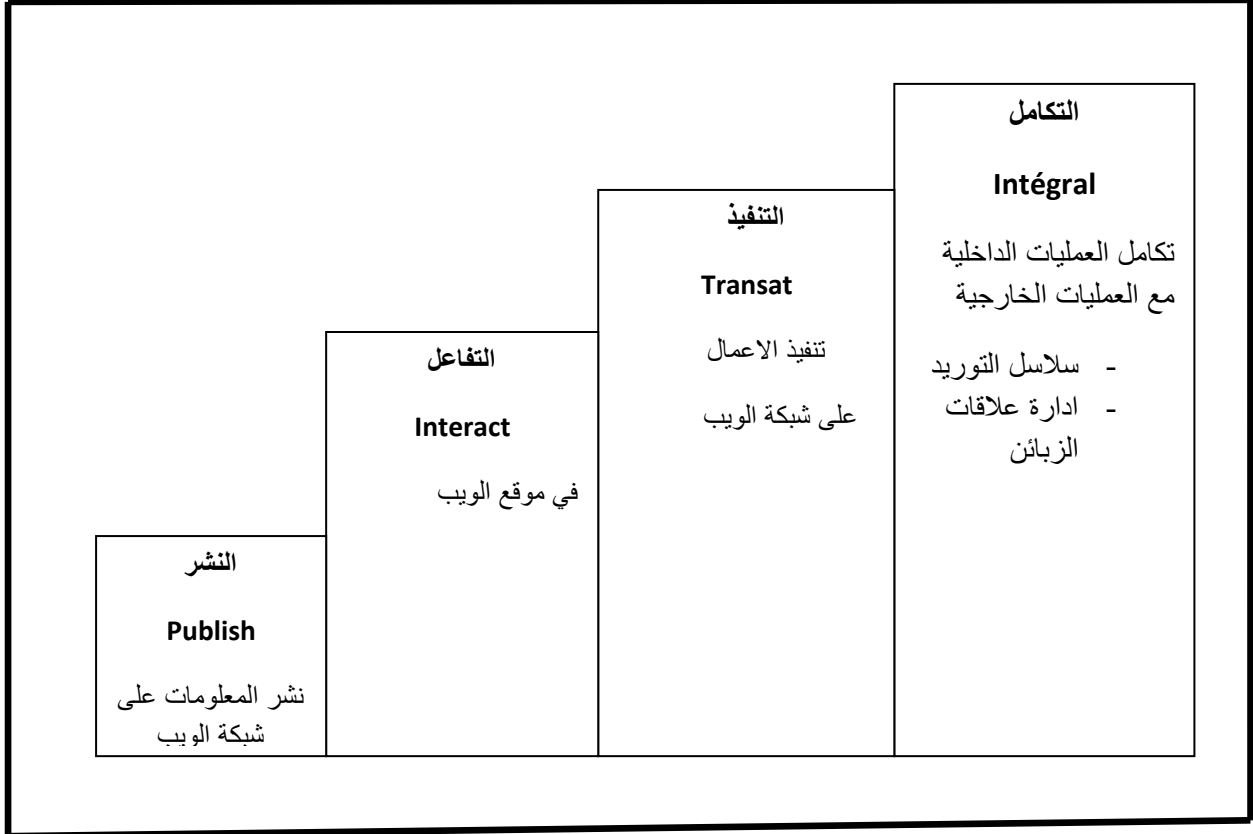 النشر
Publish
نشر المعلومات على
شبكة الويب
التفاعل
Interact
في موقع الويب
التنفيذ
Transat
تنفيذ الاعمال
على شبكة الويب
التكامل
Intégral
تكامل العمليات الداخلية
مع العمليات الخارجية
- سلاسل التوريد
- ادارة علاقات
الزبائن